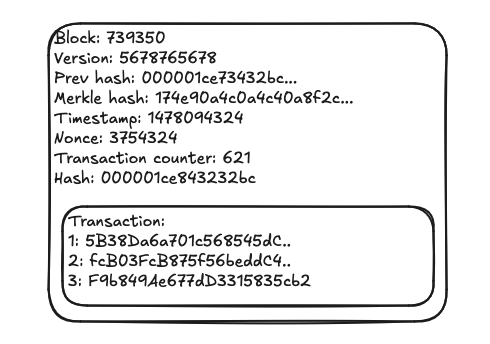 Block: 739350
Version: 5678765678
Prev hash: 000001ce73432bc...
Merkle hash: 174e90a4c0a4c40a8f2c...
Timestamp: 1478094324
Nonce: 3754324
Transaction counter: 621
Hash: 000001ce843232bc
Transaction:
1: 5B38Da6a701c568545dC..
2: fcB03FcB875f56beddC4..
3: F9b849Ae677dD3315835cb2